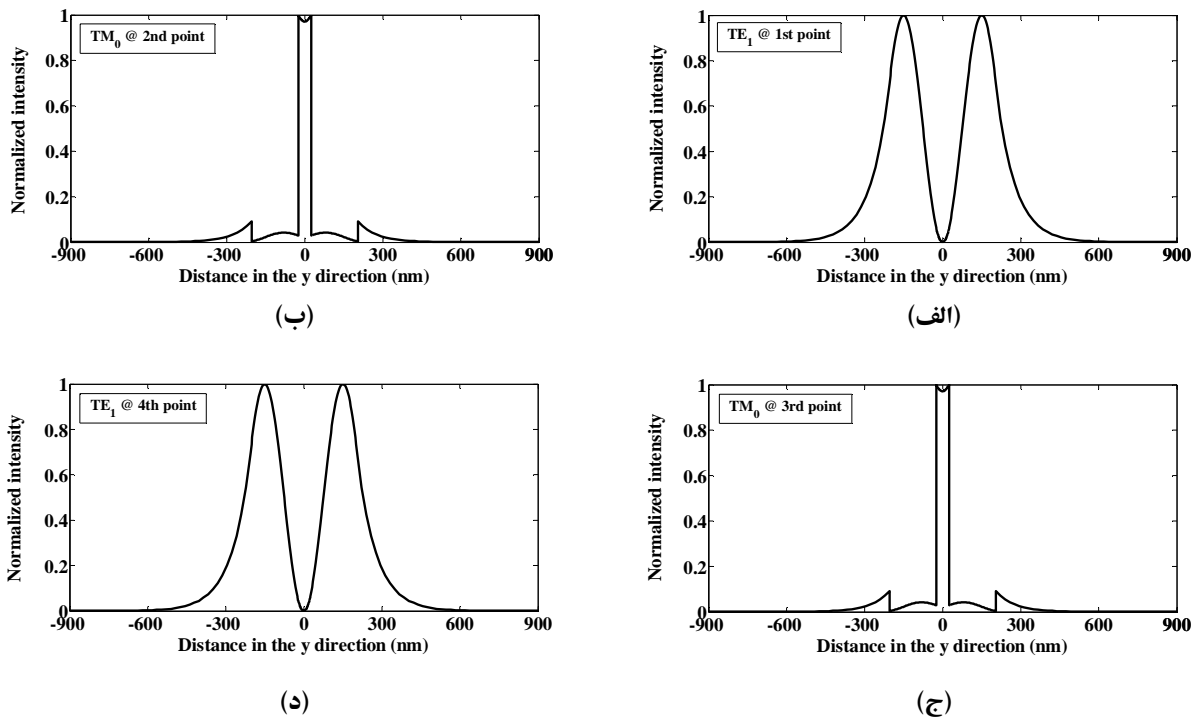 TM0 @ 2nd point
Normalized intensity
1
0.8
0.6
0.4
0.2
0
-900 -600 -300 0 300 600 900
Distance in the y direction (nm)
(ب)
TE1 @ 1st point
Normalized intensity
1
0.8
0.6
0.4
0.2
0
-900 -600 -300 0 300 600 900
Distance in the y direction (nm)
(الف)
TE1 @ 4th point
Normalized intensity
1
0.8
0.6
0.4
0.2
0
-900 -600 -300 0 300 600 900
Distance in the y direction (nm)
(د)
TM0 @ 3rd point
Normalized intensity
1
0.8
0.6
0.4
0.2
0
-900 -600 -300 0 300 600 900
Distance in the y direction (nm)
(ج)